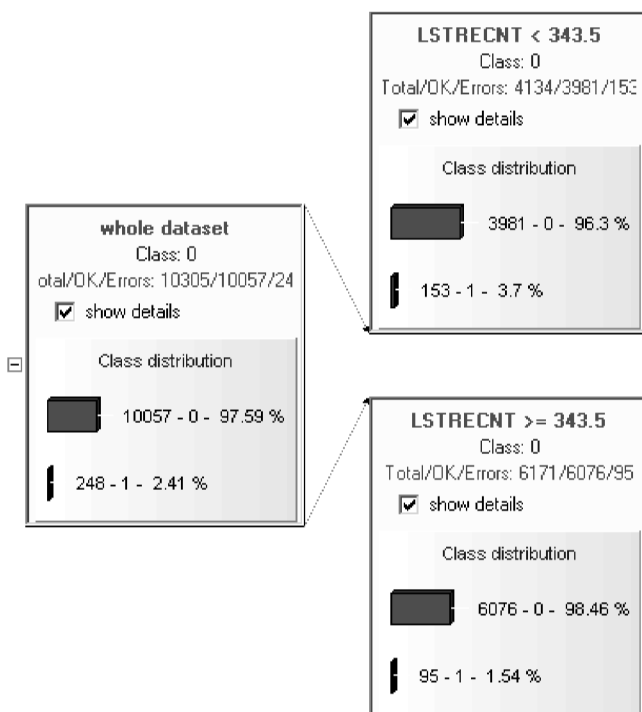 whole dataset
Class: 0
otal/OK/Errors: 10305/10057/24
show details
Class distribution
10057 - 0 - 97.59 %
248 - 1 - 2.41 %
LSTRECNT < 343.5
Class: 0
Total/OK/Errors: 4134/3981/153
show details
Class distribution
3981 - 0 - 96.3 %
153 - 1 - 3.7 %
LSTRECNT >= 343.5
Class: 0
Total/OK/Errors: 6171/6076/95
show details
Class distribution
6076 - 0 - 98.46 %
95 - 1 - 1.54 %